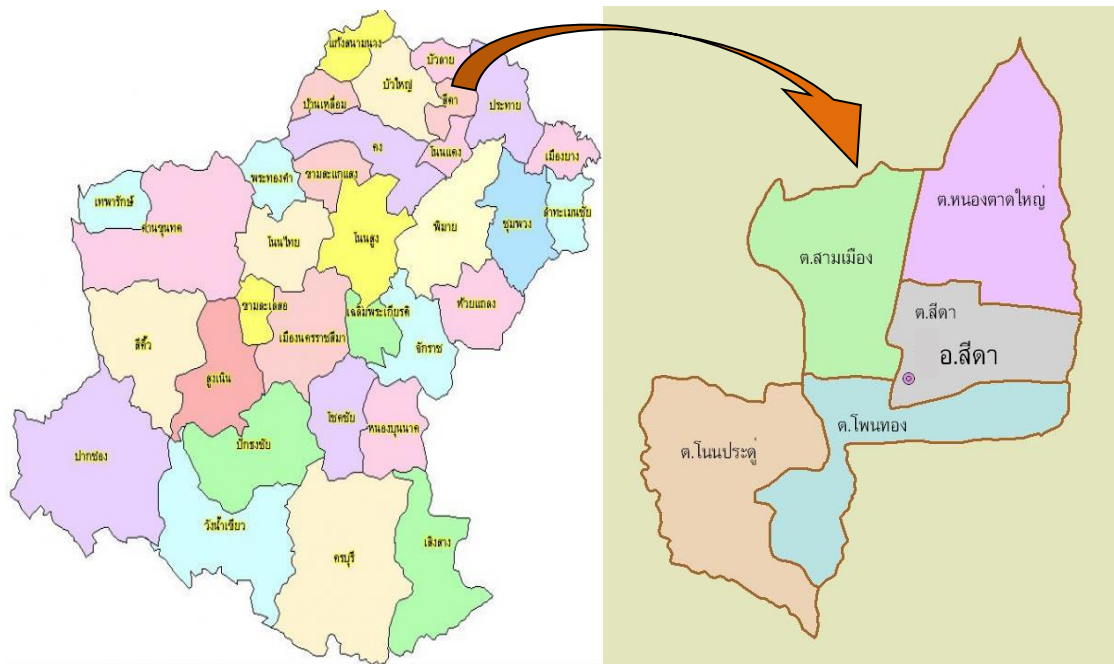 แก้งสนามนาง
บัวใหญ่
บัวลาย
สีดา
ประทาย
บ้านเหลื่อม
คง
โนนแดง
เมืองยาง
พระทองคำ
ขามสะแกแสง
เทพารักษ์
ด่านขุนทด
โนนไทย
โนนสูง
พิมาย
ชุมพวง
ลำทะเมนชัย
ขามทะเลสอ
เมืองนครราชสีมา
เฉลิมพระเกียรติ
ห้วยแถลง
จักราช
สีคิ้ว
สูงเนิน
ปักธงชัย
โชคชัย
หนองบุนนาค
ปากช่อง
วังน้ำเขียว
ครบุรี
เสิงสาง
ต.หนองตาดใหญ่
ต.สามเมือง
ต.สีดา
อ.สีดา
ต.โพนทอง
ต.โนนประดู่